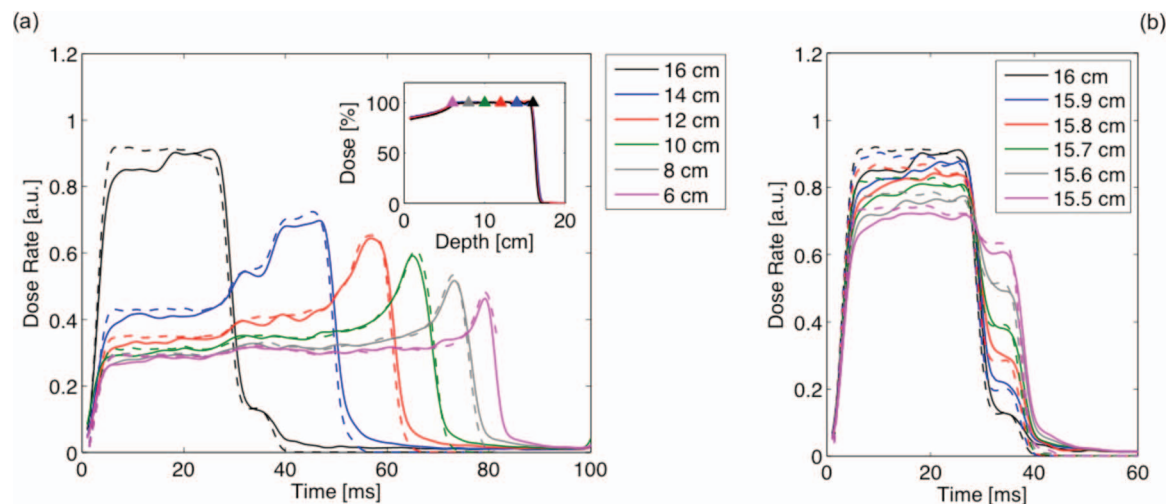 (a)
1.2
1
0.8
0.6
0.4
0.2
0
Dose Rate [a.u.]
0 20 40 60 80 100
Time [ms]
16 cm
14 cm
12 cm
10 cm
8 cm
6 cm
100
50
0
Dose [%]
0 10 20
Depth [cm]
(b)
1.2
1
0.8
0.6
0.4
0.2
0
Dose Rate [a.u.]
0 20 40 60
Time [ms]
16 cm
15.9 cm
15.8 cm
15.7 cm
15.6 cm
15.5 cm